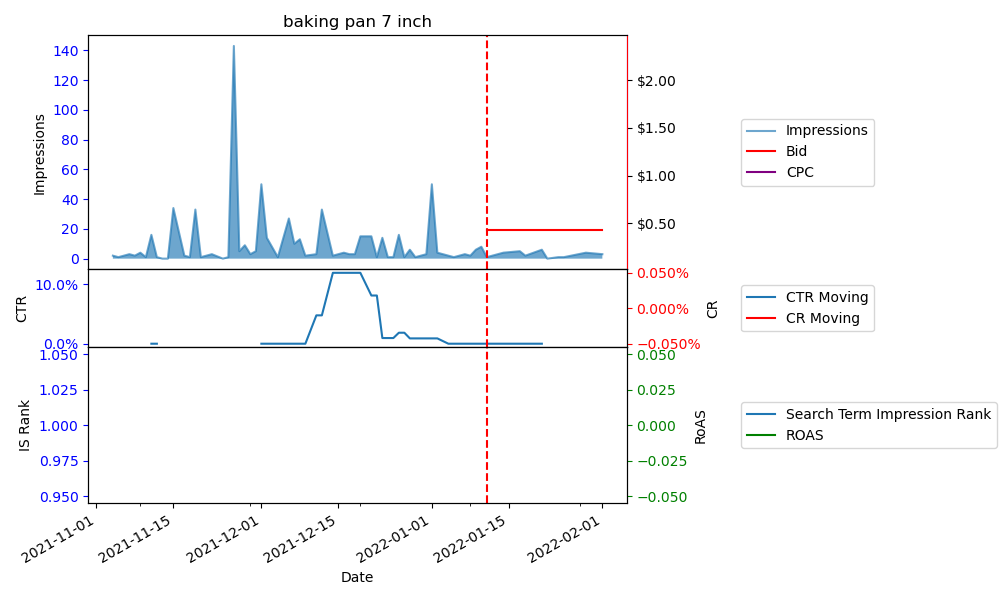 baking pan 7 inch
Impressions
140
120
100
80
60
40
20
0
$2.00
$1.50
$1.00
$0.50
Impressions
Bid
CPC
CTR
10.0%
0.0%
0.050%
0.000%
−0.050%
CR
CTR Moving
CR Moving
IS Rank
1.050
1.025
1.000
0.975
0.950
0.050
0.025
0.000
−0.025
−0.050
RoAS
Search Term Impression Rank
ROAS
2021-11-01
2021-11-15
2021-12-01
2021-12-15
2022-01-01
2022-01-15
2022-02-01
Date